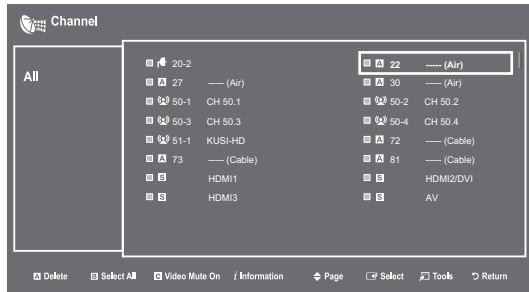 Channel
All
20-2 A 22 ----- (Air)
A 27 ----- (Air) A 30 ----- (Air)
50-1 CH 50.1 50-2 CH 50.2
50-3 CH 50.3 50-4 CH 50.4
51-1 KUSI-HD A 72 ----- (Cable)
A 73 ----- (Cable) A 81 ----- (Cable)
S HDMI1 S HDMI2/DVI
S HDMI3 S AV
A Delete B Select All C Video Mute On i Information Page Select Tools Return